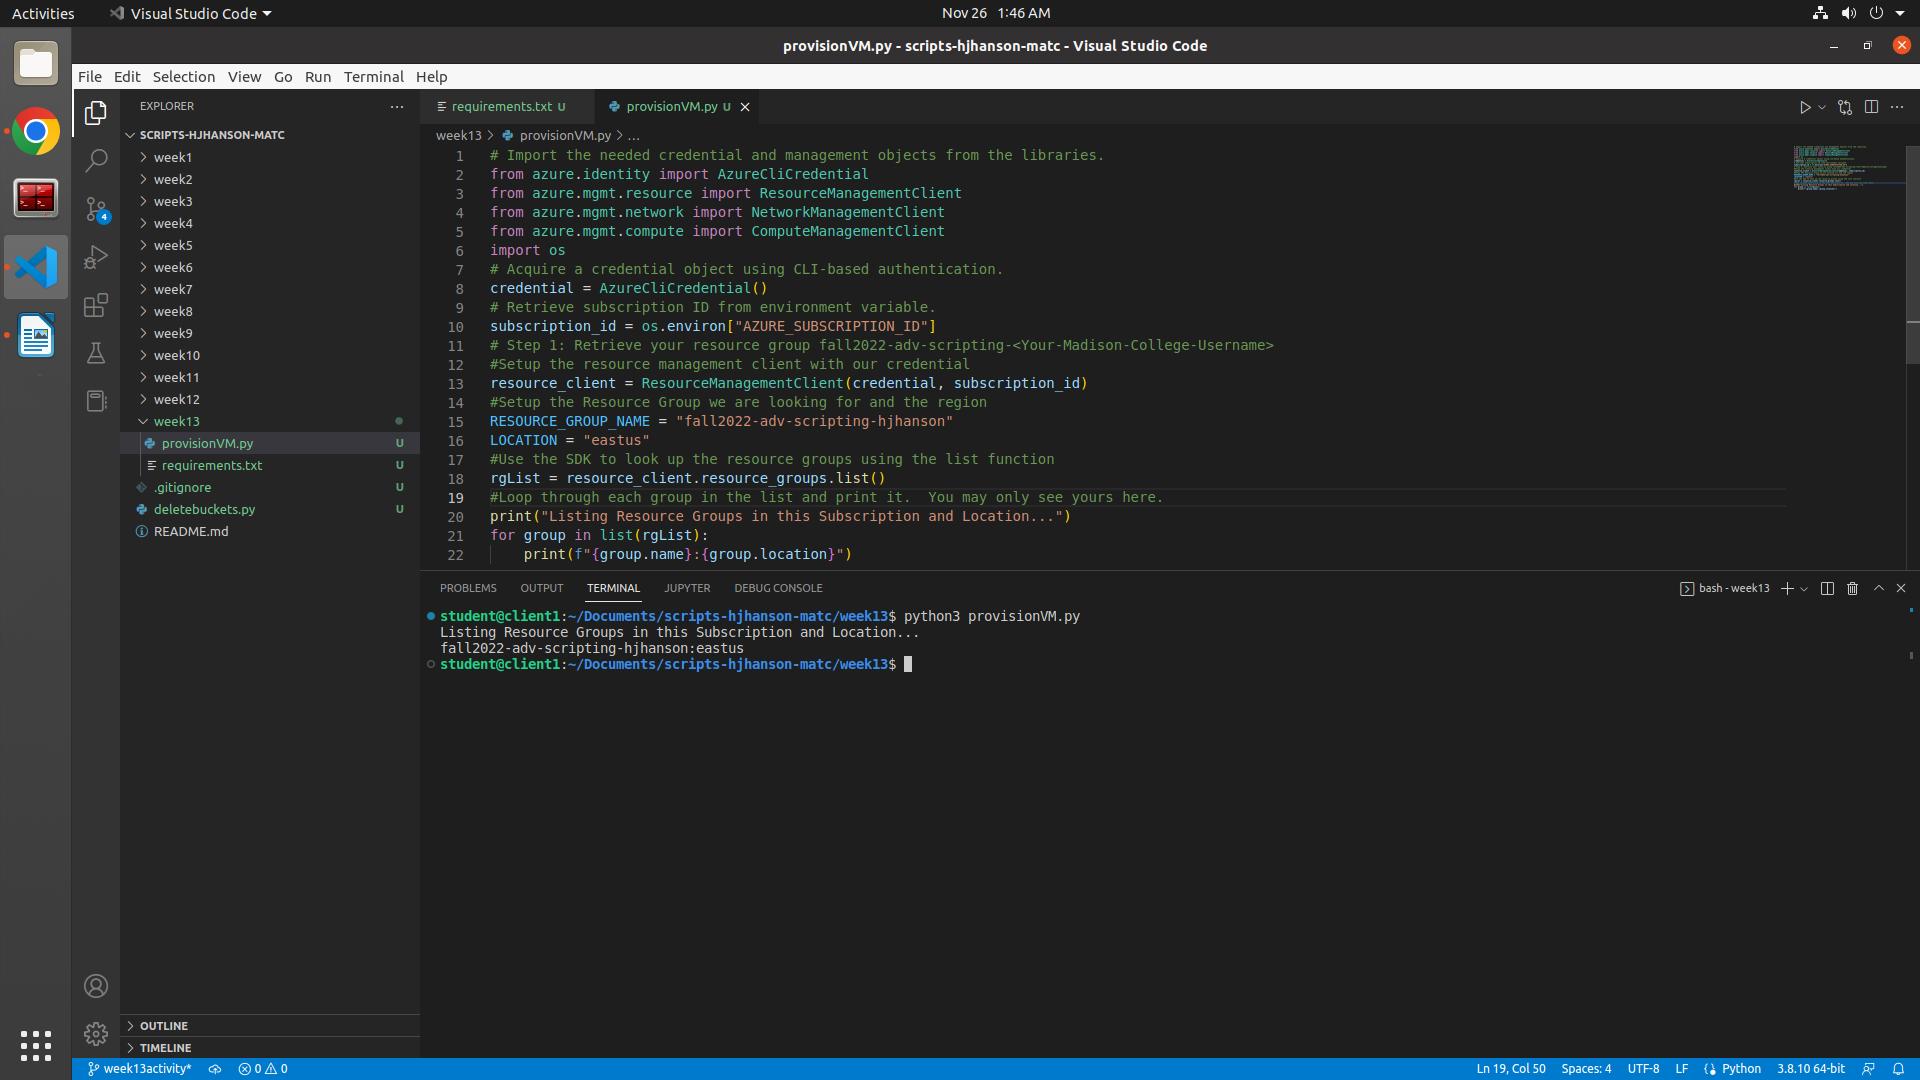 Activities
Visual Studio Code
Nov 26 1:46 AM
provisionVM.py - scripts-hjhanson-matc - Visual Studio Code
File Edit Selection View Go Run Terminal Help
EXPLORER
SCRIPTS-HJHANSON-MATC
week1
week2
week3
week4
week5
week6
week7
week8
week9
week10
week11
week12
week13
provisionVM.py U
requirements.txt U
.gitignore U
deletebuckets.py U
README.md
OUTLINE
TIMELINE
4
requirements.txt U
provisionVM.py U
week13 > provisionVM.py > ...
1 # Import the needed credential and management objects from the libraries.
2 from azure.identity import AzureCliCredential
3 from azure.mgmt.resource import ResourceManagementClient
4 from azure.mgmt.network import NetworkManagementClient
5 from azure.mgmt.compute import ComputeManagementClient
6 import os
7 # Acquire a credential object using CLI-based authentication.
8 credential = AzureCliCredential()
9 # Retrieve subscription ID from environment variable.
10 subscription_id = os.environ["AZURE_SUBSCRIPTION_ID"]
11 # Step 1: Retrieve your resource group fall2022-adv-scripting-<Your-Madison-College-Username>
12 #Setup the resource management client with our credential
13 resource_client = ResourceManagementClient(credential, subscription_id)
14 #Setup the Resource Group we are looking for and the region
15 RESOURCE_GROUP_NAME = "fall2022-adv-scripting-hjhanson"
16 LOCATION = "eastus"
17 #Use the SDK to look up the resource groups using the list function
18 rgList = resource_client.resource_groups.list()
19 #Loop through each group in the list and print it.  You may only see yours here.
20 print("Listing Resource Groups in this Subscription and Location...")
21 for group in list(rgList):
22     print(f"{group.name}:{group.location}")
PROBLEMS OUTPUT TERMINAL JUPYTER DEBUG CONSOLE
bash - week13
student@client1:~/Documents/scripts-hjhanson-matc/week13$ python3 provisionVM.py
Listing Resource Groups in this Subscription and Location...
fall2022-adv-scripting-hjhanson:eastus
student@client1:~/Documents/scripts-hjhanson-matc/week13$
week13activity* 0 0
Ln 19, Col 50 Spaces: 4 UTF-8 LF Python 3.8.10 64-bit